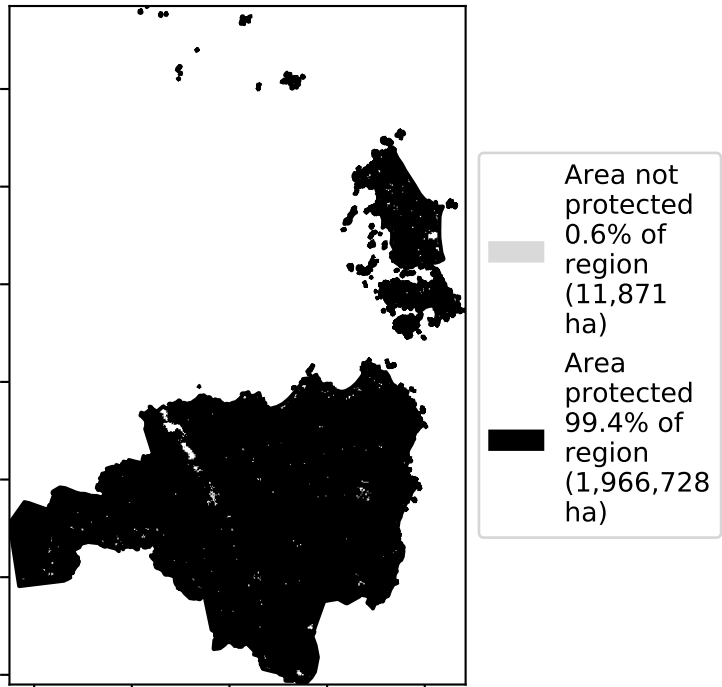 Area not
protected
0.6% of
region
(11,871
ha)
Area
protected
99.4% of
region
(1,966,728
ha)